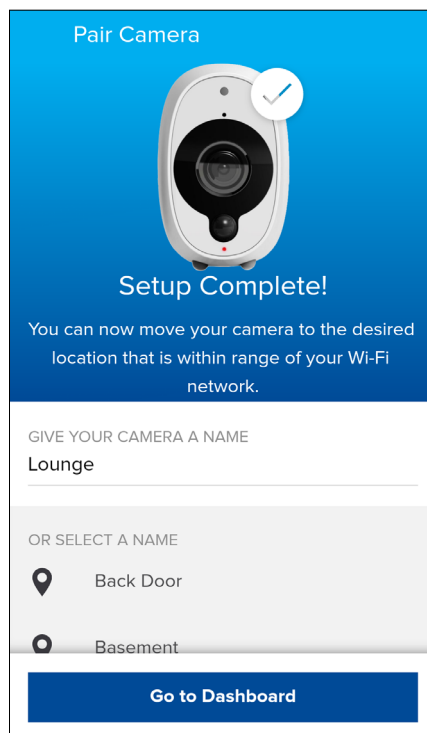 Pair Camera
Setup Complete!
You can now move your camera to the desired
location that is within range of your Wi-Fi
network.
GIVE YOUR CAMERA A NAME
Lounge
OR SELECT A NAME
Back Door
Basement
Go to Dashboard